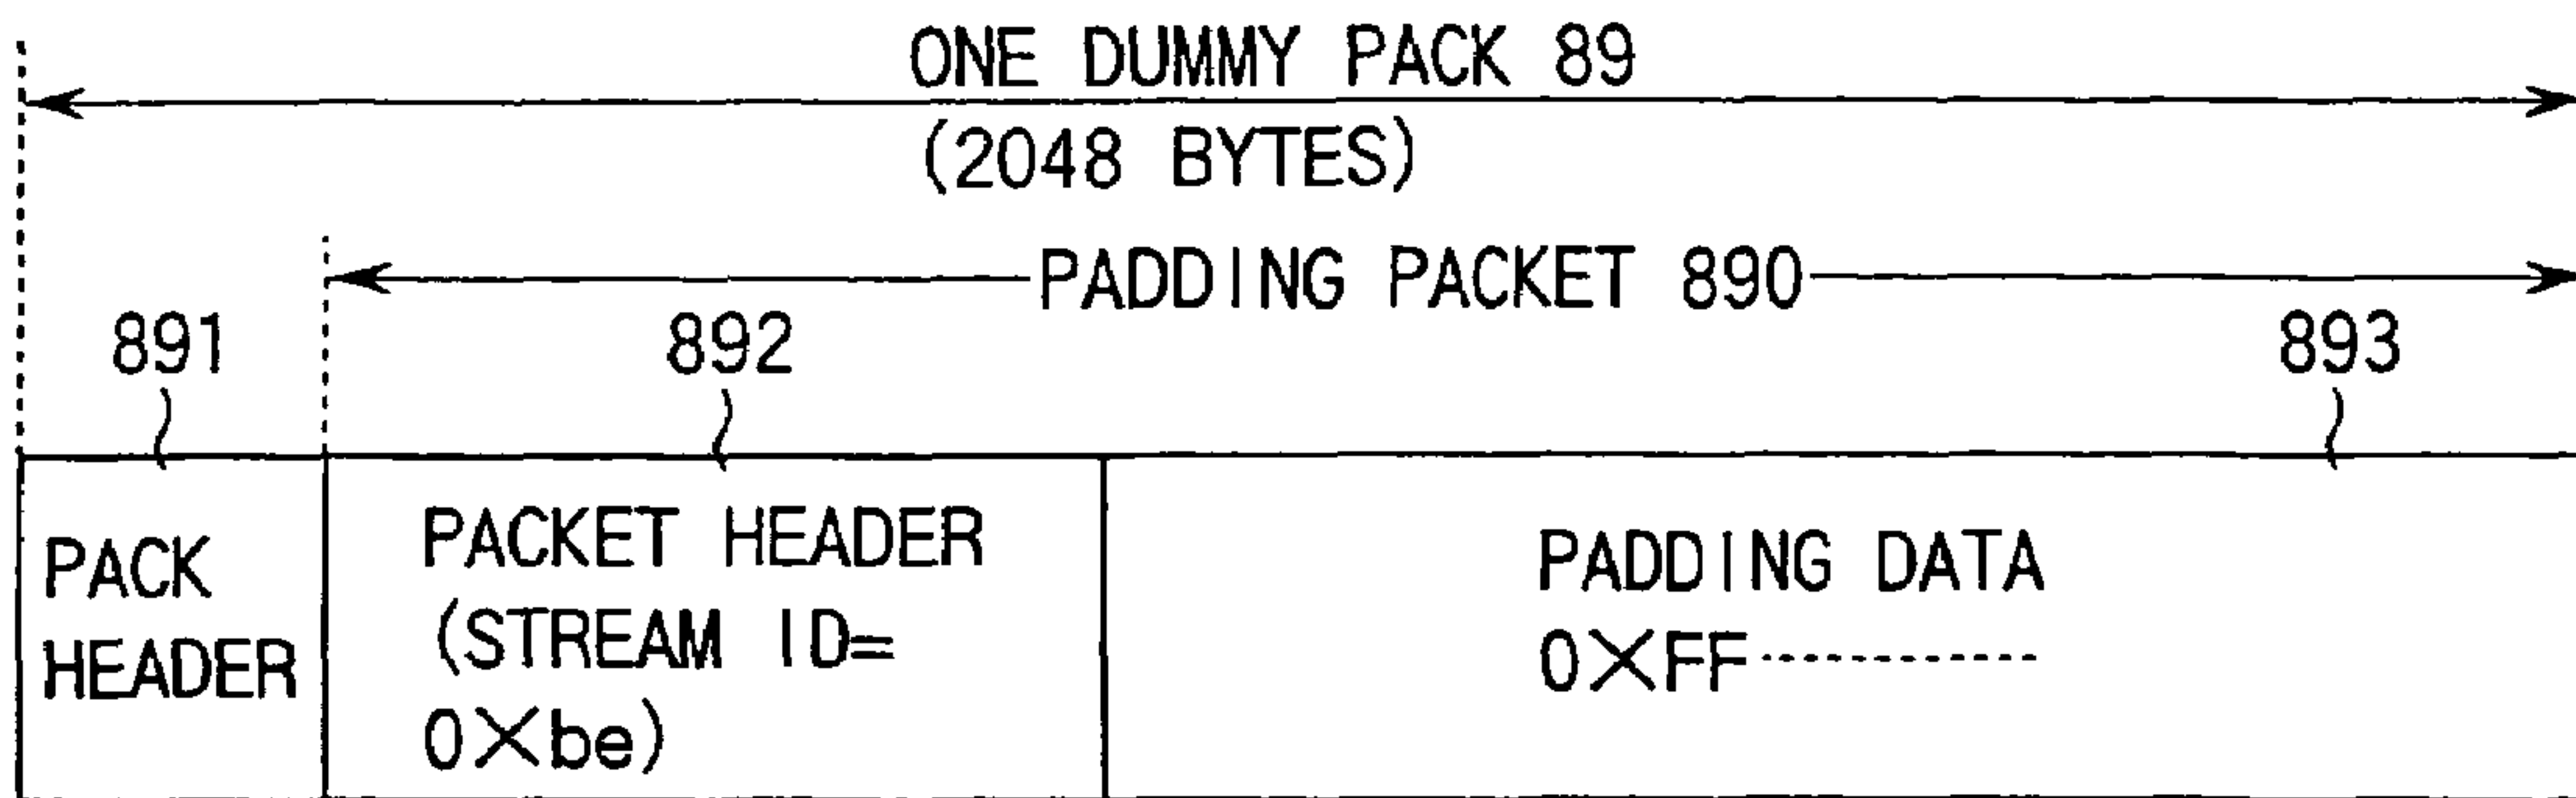 ONE DUMMY PACK 89
(2048 BYTES)
PADDING PACKET 890
891
892
893
PACK
HEADER
PACKET HEADER
(STREAM ID=
0×be)
PADDING DATA
0×FF-----------